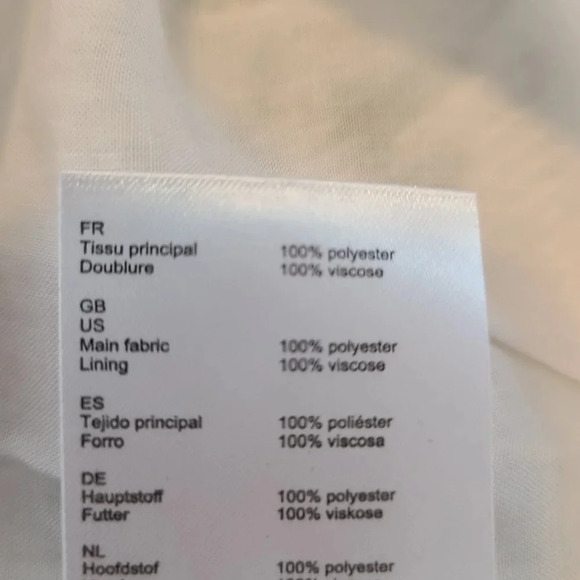 FR
Tissu principal 100% polyester
Doublure 100% viscose
GB
US
Main fabric 100% polyester
Lining 100% viscose
ES
Tejido principal 100% poliéster
Forro 100% viscosa
DE
Hauptstoff 100% polyester
Futter 100% viskose
NL
Hoofdstof 100% polyester